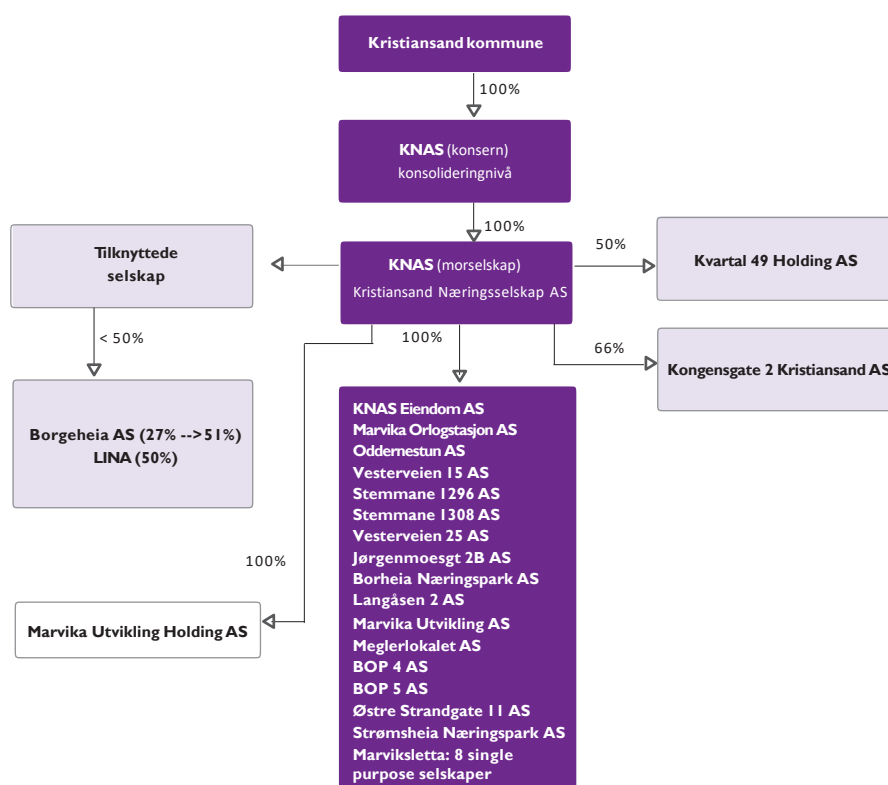 Kristiansand kommune
100%
KNAS (konsern)
konsolideringnivå
100%
Tilknyttede
selskap
KNAS (morselskap)
Kristiansand Næringsselskap AS
50%
Kvartal 49 Holding AS
< 50%
100%
66%
Kongensgate 2 Kristiansand AS
Borgeheia AS (27% -->51%)
LINA (50%)
KNAS Eiendom AS
Marvika Orlogstasjon AS
Oddernestun AS
Vesterveien 15 AS
Stemmane 1296 AS
Stemmane 1308 AS
Vesterveien 25 AS
Jørgenmoesgt 2B AS
Borheia Næringspark AS
Langåsen 2 AS
Marvika Utvikling AS
Meglerlokalet AS
BOP 4 AS
BOP 5 AS
Østre Strandgate 11 AS
Strømsheia Næringspark AS
Marviksletta: 8 single
purpose selskaper
100%
Marvika Utvikling Holding AS